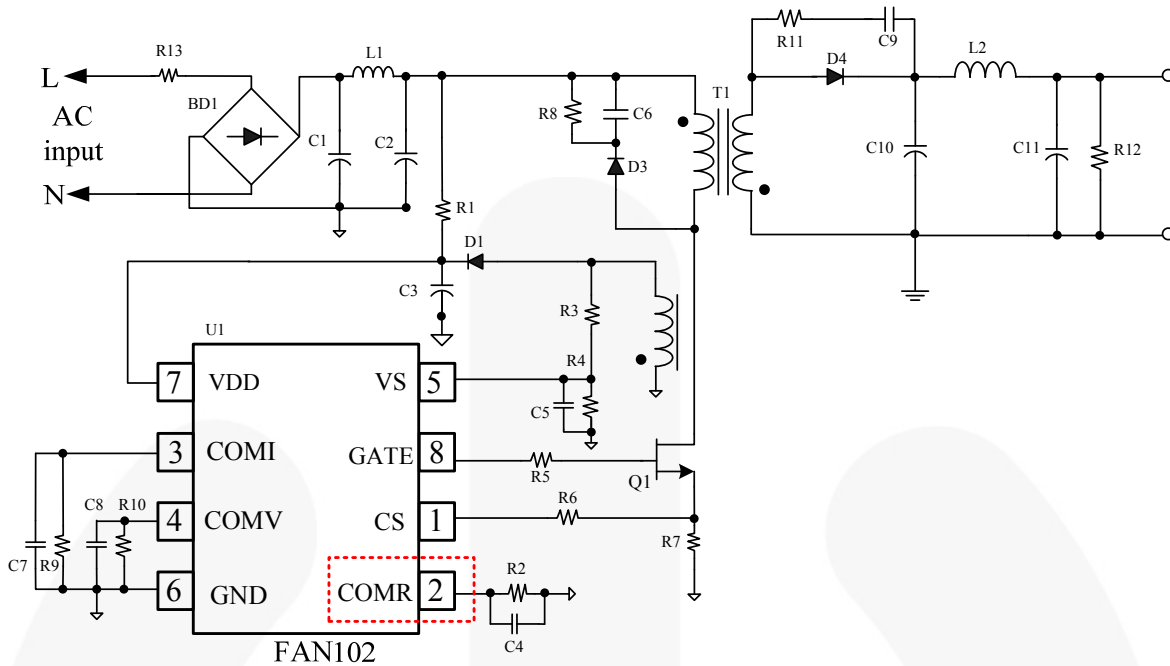 R13
L
AC
input
N
BD1
L1
C1
C2
R8
C6
D3
T1
R11
C9
D4
L2
C10
C11
R12
R1
D1
C3
R3
R4
C5
U1
7 VDD
VS 5
3 COMI
GATE 8
R5
Q1
4 COMV
CS 1
R6
R7
6 GND
COMR 2
R2
C4
C8
R10
C7
R9
FAN102